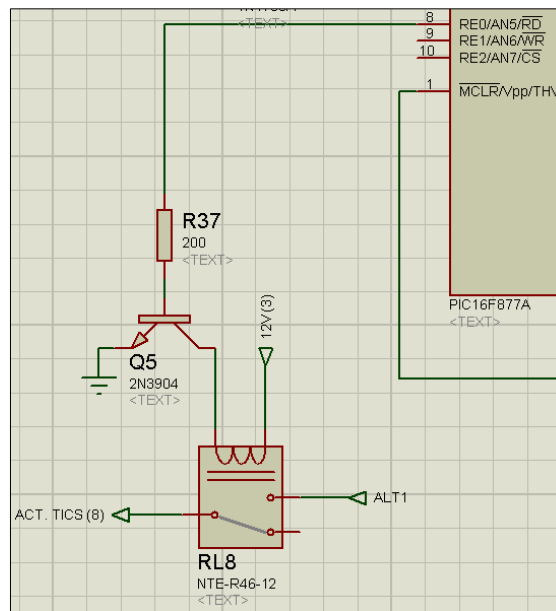 8 RE0/AN5/RD
9 RE1/AN6/WR
10 RE2/AN7/CS
1 MCLR/Vpp/THV
R37
200
<TEXT>
12V(3)
PIC16F877A
<TEXT>
Q5
2N3904
<TEXT>
ALT1
ACT. TICS (8)
RL8
NTE-R46-12
<TEXT>